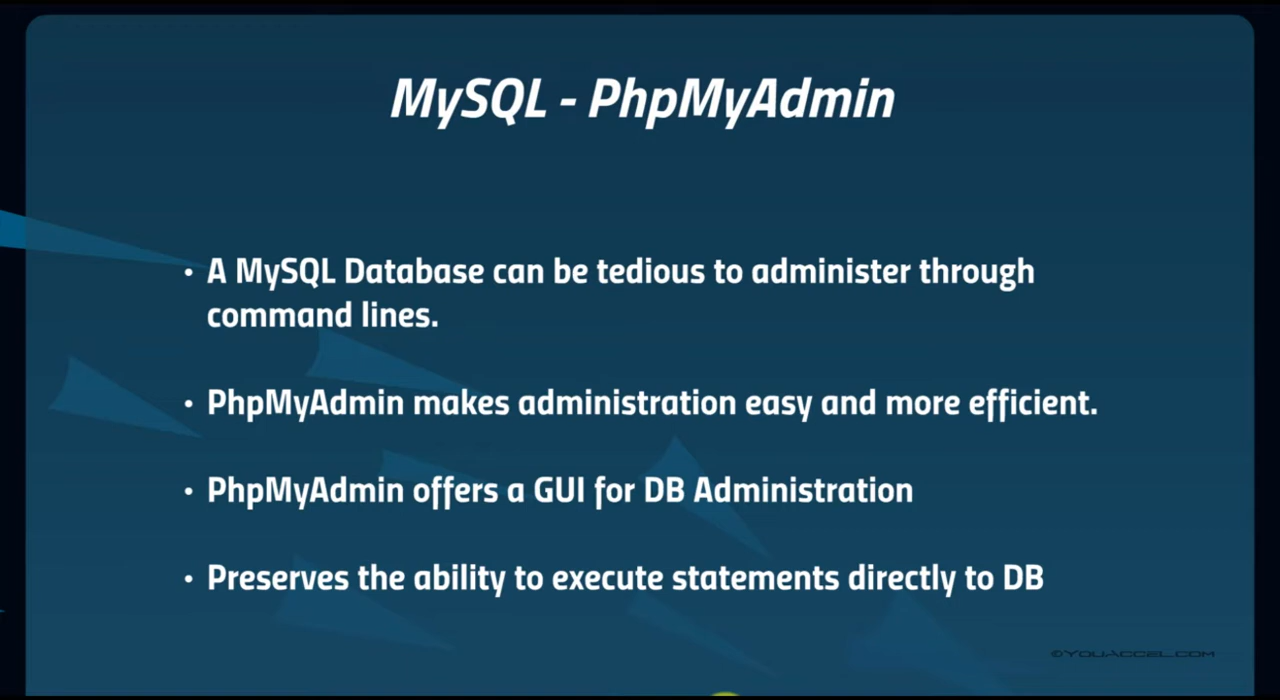 MySQL - PhpMyAdmin
• A MySQL Database can be tedious to administer through
command lines.
• PhpMyAdmin makes administration easy and more efficient.
• PhpMyAdmin offers a GUI for DB Administration
• Preserves the ability to execute statements directly to DB
©YOUACCEL.COM